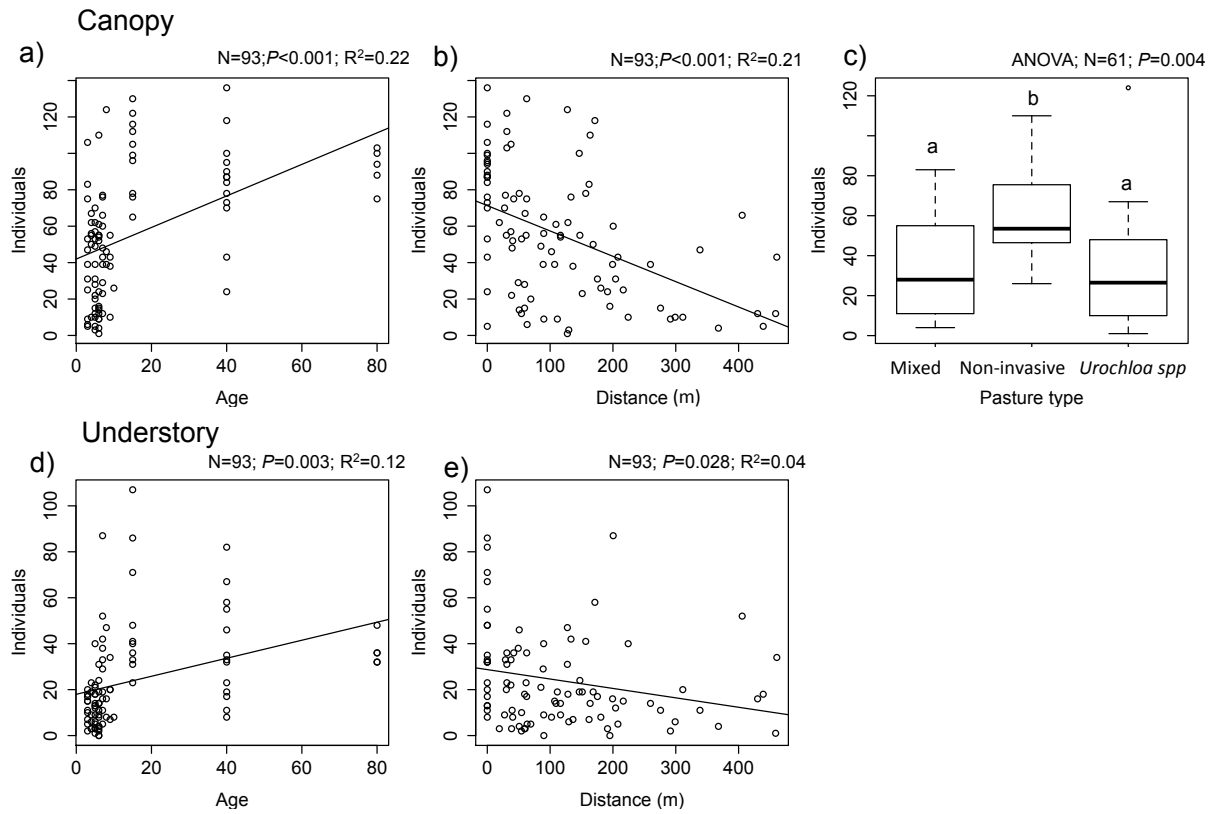 Canopy
a)
N=93;P<0.001; R²=0.22
Individuals
0 20 40 60 80 120
0 20 40 60 80
Age
b)
N=93;P<0.001; R²=0.21
Individuals
0 20 40 60 80 120
0 100 200 300 400
Distance (m)
c)
ANOVA; N=61; P=0.004
Individuals
0 20 40 60 80 120
a
b
a
Mixed Non-invasive Urochloa spp
Pasture type
Understory
d)
N=93; P=0.003; R²=0.12
Individuals
0 20 40 60 80 100
0 20 40 60 80
Age
e)
N=93; P=0.028; R²=0.04
Individuals
0 20 40 60 80 100
0 100 200 300 400
Distance (m)